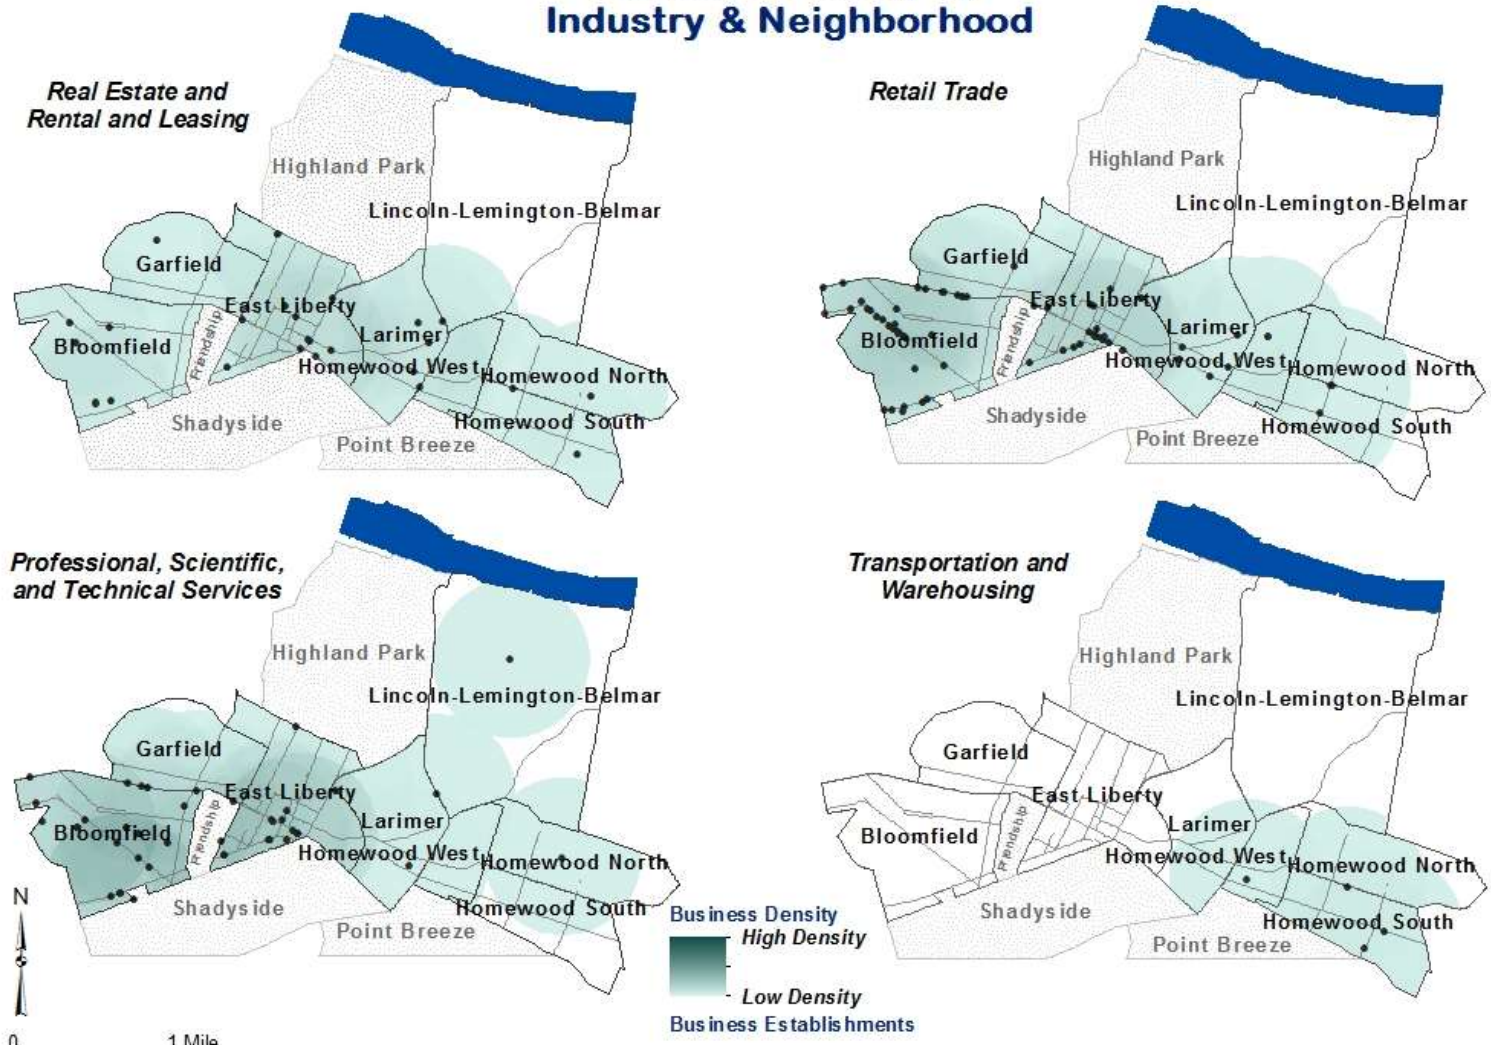 Industry & Neighborhood
Real Estate and
Rental and Leasing
Highland Park
Lincoln-Lemington-Belmar
Garfield
East Liberty
Friendship
Larimer
Bloomfield
Homewood West
Homewood North
Shadyside
Homewood South
Point Breeze
Retail Trade
Highland Park
Lincoln-Lemington-Belmar
Garfield
East Liberty
Friendship
Larimer
Bloomfield
Homewood West
Homewood North
Shadyside
Homewood South
Point Breeze
Professional, Scientific,
and Technical Services
Highland Park
Lincoln-Lemington-Belmar
Garfield
East Liberty
Friendship
Larimer
Bloomfield
Homewood West
Homewood North
Shadyside
Homewood South
Point Breeze
Transportation and
Warehousing
Highland Park
Lincoln-Lemington-Belmar
Garfield
East Liberty
Friendship
Larimer
Bloomfield
Homewood West
Homewood North
Shadyside
Homewood South
Point Breeze
N
0 1 Mile
Business Density
High Density
Low Density
Business Establishments